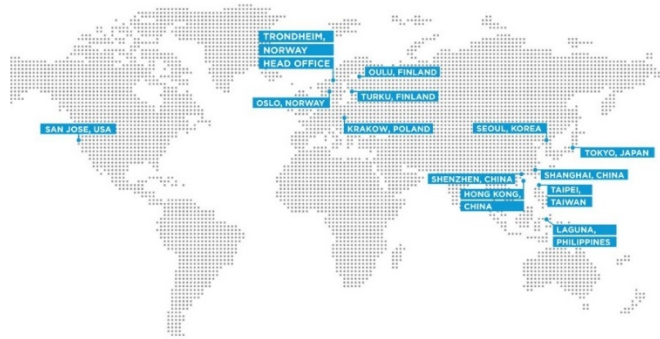 TRONDHEIM,
NORWAY
HEAD OFFICE
OULU, FINLAND
OSLO, NORWAY
TURKU, FINLAND
SAN JOSE, USA
KRAKOW, POLAND
SEOUL, KOREA
TOKYO, JAPAN
SHENZHEN, CHINA
SHANGHAI, CHINA
HONG KONG,
CHINA
TAIPEI,
TAIWAN
LAGUNA,
PHILIPPINES